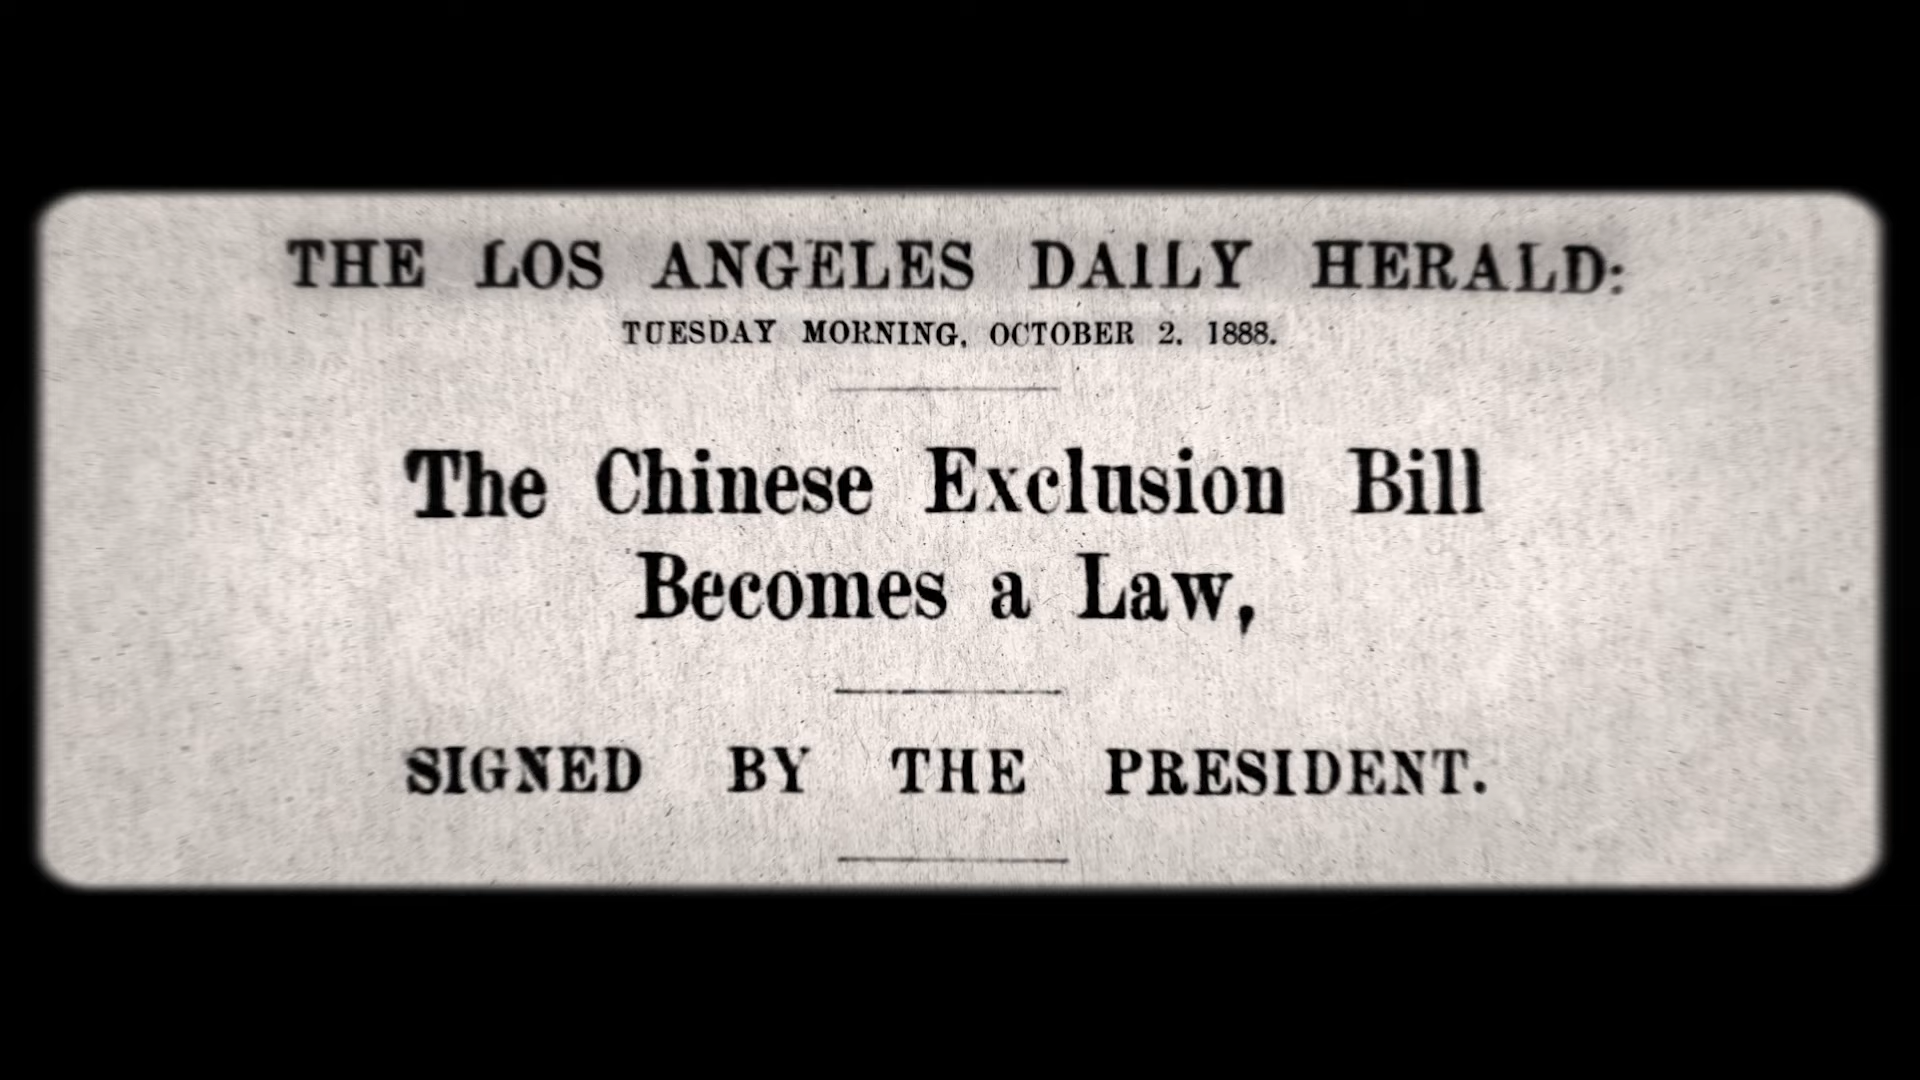 THE LOS ANGELES DAILY HERALD:
TUESDAY MORNING, OCTOBER 2, 1888.
The Chinese Exclusion Bill
Becomes a Law,
SIGNED BY THE PRESIDENT.